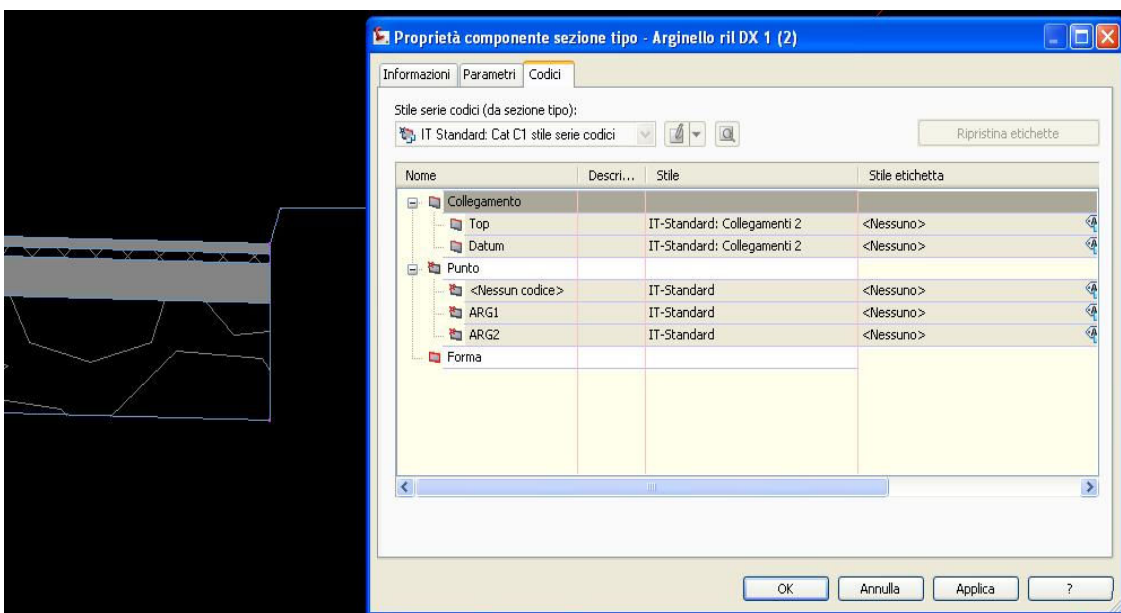 Proprietà componente sezione tipo - Arginello ril DX 1 (2)
Informazioni Parametri Codici
Stile serie codici (da sezione tipo):
IT Standard: Cat C1 stile serie codici Ripristina etichette
Nome Descri... Stile Stile etichetta
Collegamento
Top IT-Standard: Collegamenti 2 <Nessuno>
Datum IT-Standard: Collegamenti 2 <Nessuno>
Punto
<Nessun codice> IT-Standard <Nessuno>
ARG1 IT-Standard <Nessuno>
ARG2 IT-Standard <Nessuno>
Forma
OK Annulla Applica ?